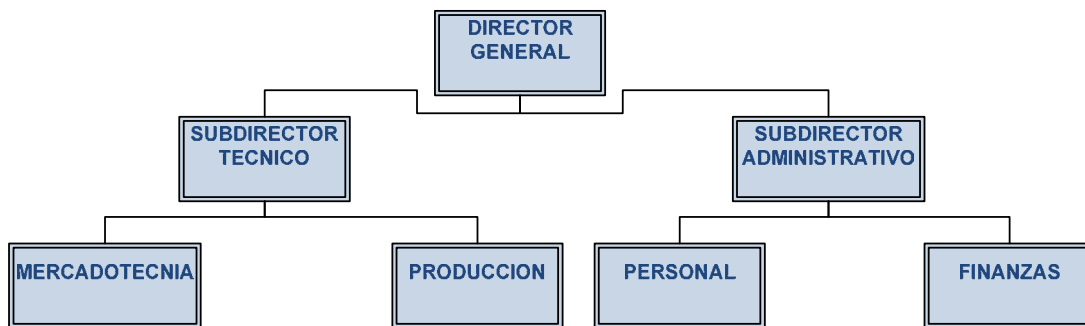 DIRECTOR
GENERAL
SUBDIRECTOR
TECNICO
SUBDIRECTOR
ADMINISTRATIVO
MERCADOTECNIA
PRODUCCION
PERSONAL
FINANZAS